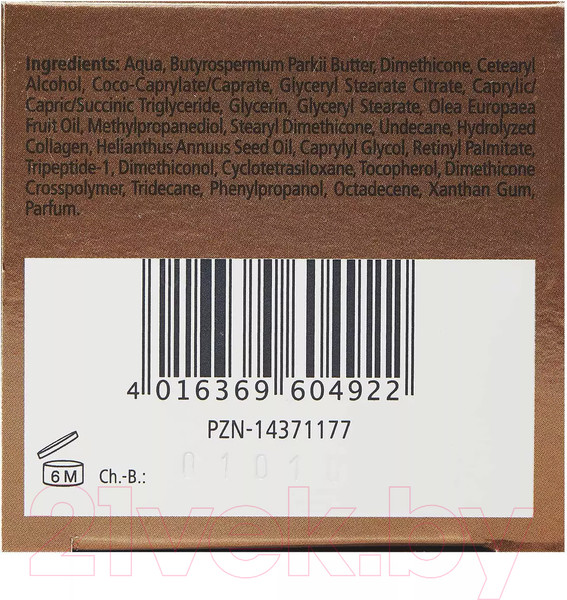 Ingredients: Aqua, Butyrospermum Parkii Butter, Dimethicone, Cetearyl
Alcohol, Coco-Caprylate/Caprate, Glyceryl Stearate Citrate, Caprylic/
Capric/Succinic Triglyceride, Glycerin, Glyceryl Stearate, Olea Europaea
Fruit Oil, Methylpropanediol, Stearyl Dimethicone, Undecane, Hydrolyzed
Collagen, Helianthus Annuus Seed Oil, Caprylyl Glycol, Retinyl Palmitate,
Tripeptide-1, Dimethiconol, Cyclotetrasiloxane, Tocopherol, Dimethicone
Crosspolymer, Tridecane, Phenylpropanol, Octadecene, Xanthan Gum,
Parfum.
4 016369 604922
PZN-14371177
6 M
Ch.-B.:
21vek.by